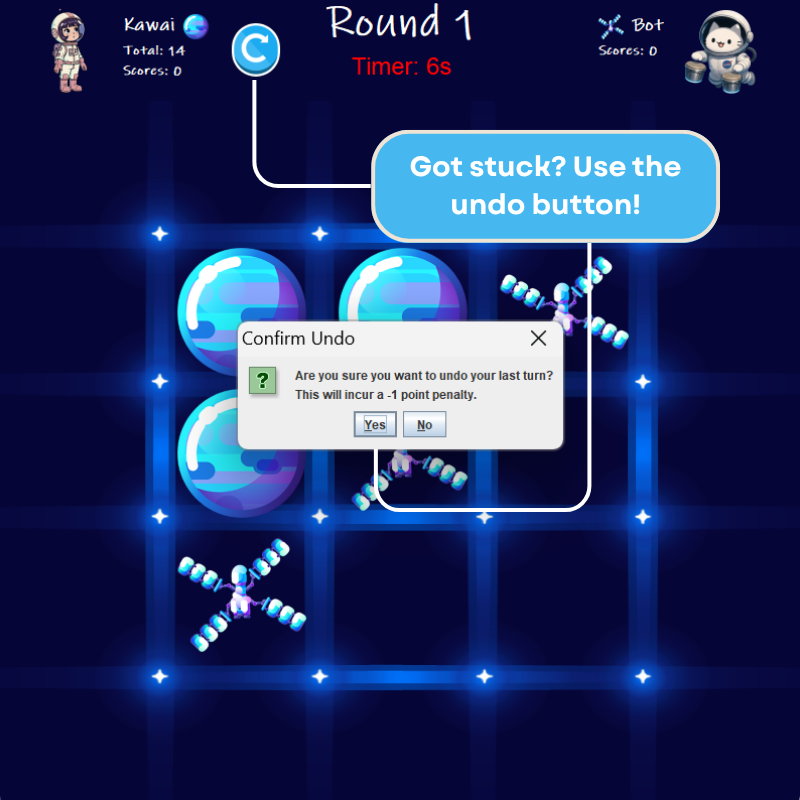 Kawai
Total: 14
Scores: 0
Round 1
Timer: 6s
Bot
Scores: 0
Got stuck? Use the
undo button!
Confirm Undo
?
Are you sure you want to undo your last turn?
This will incur a -1 point penalty.
Yes
No